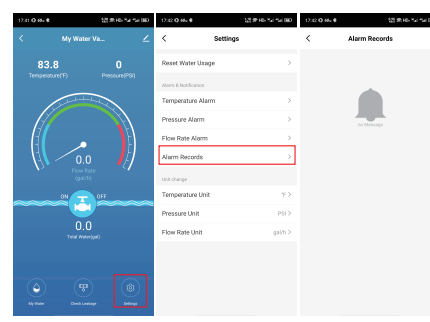 17:41
My Water Va...
83.8
0
Temperature(°F)
Pressure(PSI)
0.0
Flow Rate
(gal/h)
ON
OFF
0.0
Total Water(gal)
My Water
Check Leakage
Settings
17:42
Settings
Reset Water Usage
Alarm & Notification
Temperature Alarm
Pressure Alarm
Flow Rate Alarm
Alarm Records
Unit change
Temperature Unit
°F
Pressure Unit
PSI
Flow Rate Unit
gal/h
17:42
Alarm Records
no Message